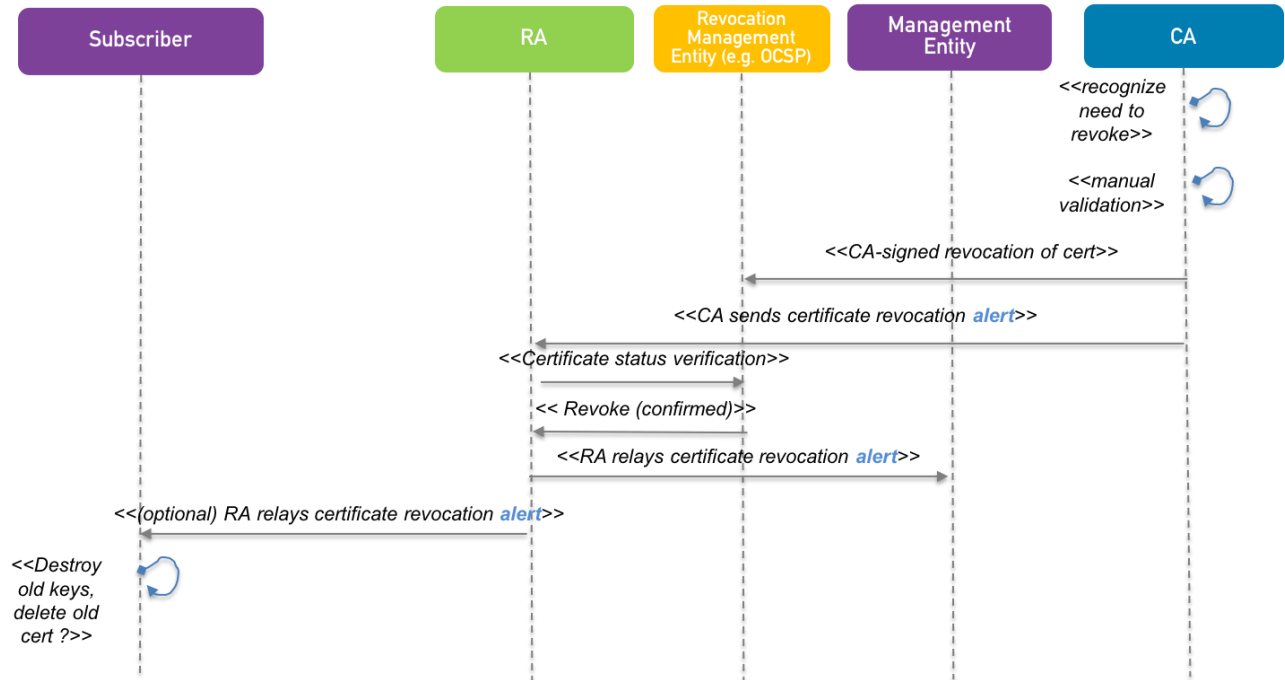 Subscriber
RA
Revocation
Management
Entity (e.g. OCSP)
Management
Entity
CA
<<recognize
need to
revoke>>
<<manual
validation>>
<<CA-signed revocation of cert>>
<<CA sends certificate revocation alert>>
<<Certificate status verification>>
<< Revoke (confirmed)>>
<<RA relays certificate revocation alert>>
<<(optional) RA relays certificate revocation alert>>
<<Destroy
old keys,
delete old
cert ?>>